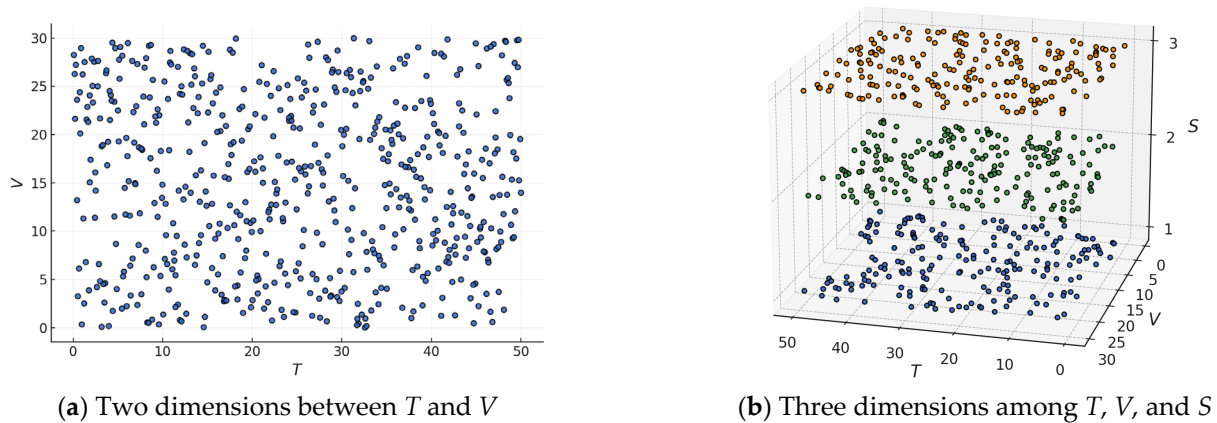 30
25
20
15
10
5
0
V
0 10 20 30 40 50
T
(a) Two dimensions between T and V
3
S
2
1
0
5
10
15
20
25
30
V
50 40 30 20 10 0
T
(b) Three dimensions among T, V, and S